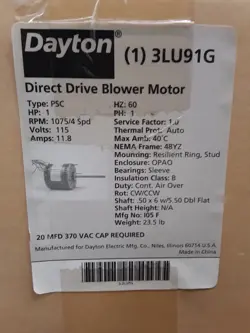 Dayton® (1) 3LU91G
Direct Drive Blower Motor
Type: PSC HZ: 60
HP: 1 PH: 1
RPM: 1075/4 Spd Service Factor: 1.0
Volts: 115 Thermal Prot.: Auto
Amps: 11.8 Max Amb: 40°C
NEMA Frame: 48YZ
Mounting: Resilient Ring, Stud
Enclosure: OPAO
Bearings: Sleeve
Insulation Class: B
Duty: Cont. Air Over
Rot: CW/CCW
Shaft: .50 x 6 w/5.50 Dbl Flat
Shaft Height: N/A
Mfg No: I05 F
Weight: 23.5 lb
20 MFD 370 VAC CAP REQUIRED
Manufactured for Dayton Electric Mfg. Co., Niles, Illinois 60714 U.S.A.
Made in China